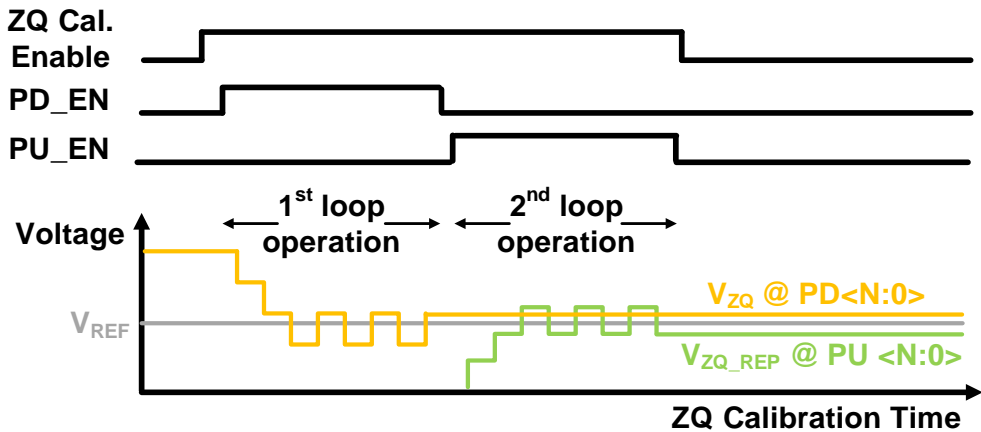 ZQ Cal.
Enable
PD_EN
PU_EN
1st loop
operation
2nd loop
operation
Voltage
VZQ @ PD<N:0>
VREF
VZQ_REP @ PU <N:0>
ZQ Calibration Time